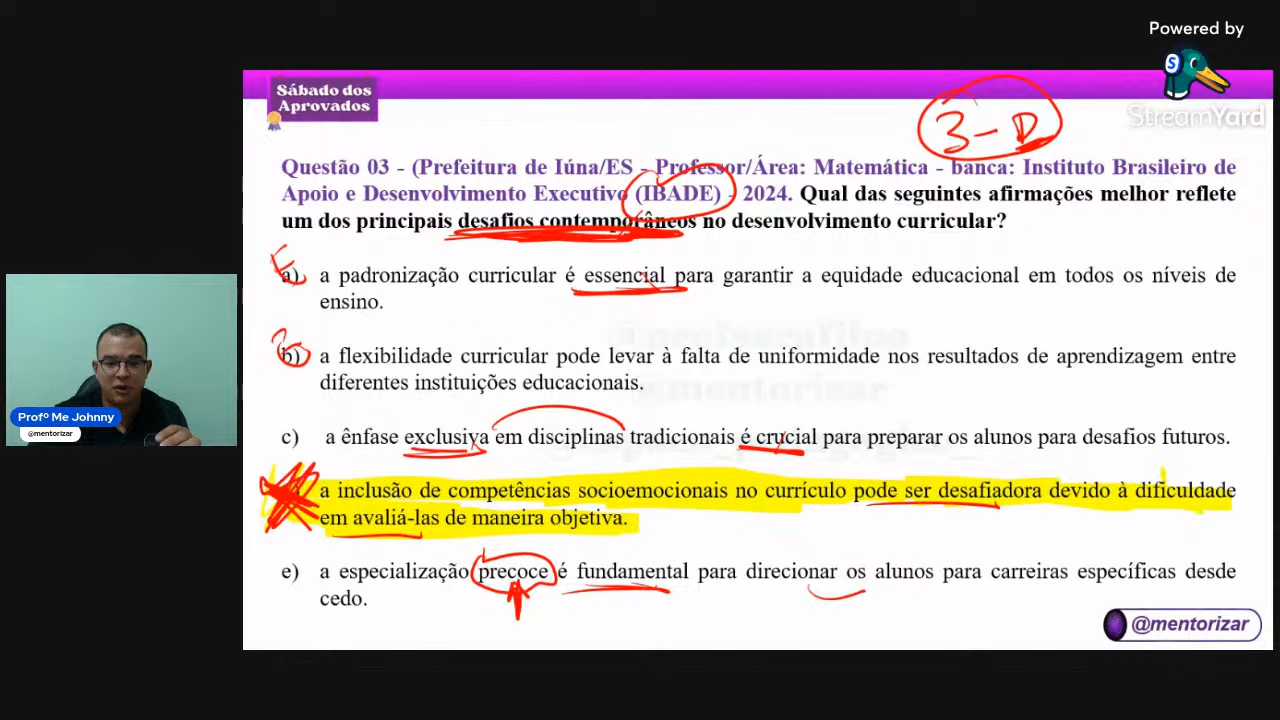 Powered by
StreamYard
Sábado dos
Aprovados
3 - D
Questão 03 - (Prefeitura de Iúna/ES - Professor/Área: Matemática - banca: Instituto Brasileiro de
Apoio e Desenvolvimento Executivo (IBADE) - 2024. Qual das seguintes afirmações melhor reflete
um dos principais desafios contemporâneos no desenvolvimento curricular?
a) a padronização curricular é essencial para garantir a equidade educacional em todos os níveis de
ensino.
b) a flexibilidade curricular pode levar à falta de uniformidade nos resultados de aprendizagem entre
diferentes instituições educacionais.
c) a ênfase exclusiva em disciplinas tradicionais é crucial para preparar os alunos para desafios futuros.
a inclusão de competências socioemocionais no currículo pode ser desafiadora devido à dificuldade
em avaliá-las de maneira objetiva.
e) a especialização precoce é fundamental para direcionar os alunos para carreiras específicas desde
cedo.
@mentorizar
Profº Me Johnny
@mentorizar
@mentorizar